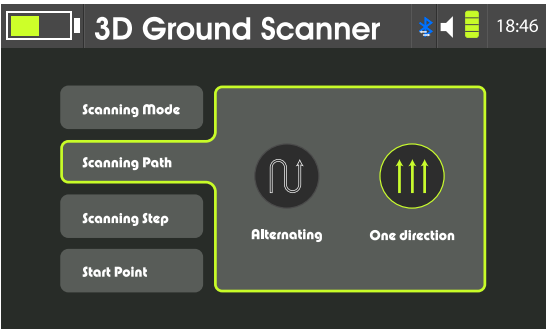 3D Ground Scanner
18:46
Scanning Mode
Scanning Path
Scanning Step
Start Point
Alternating
One direction